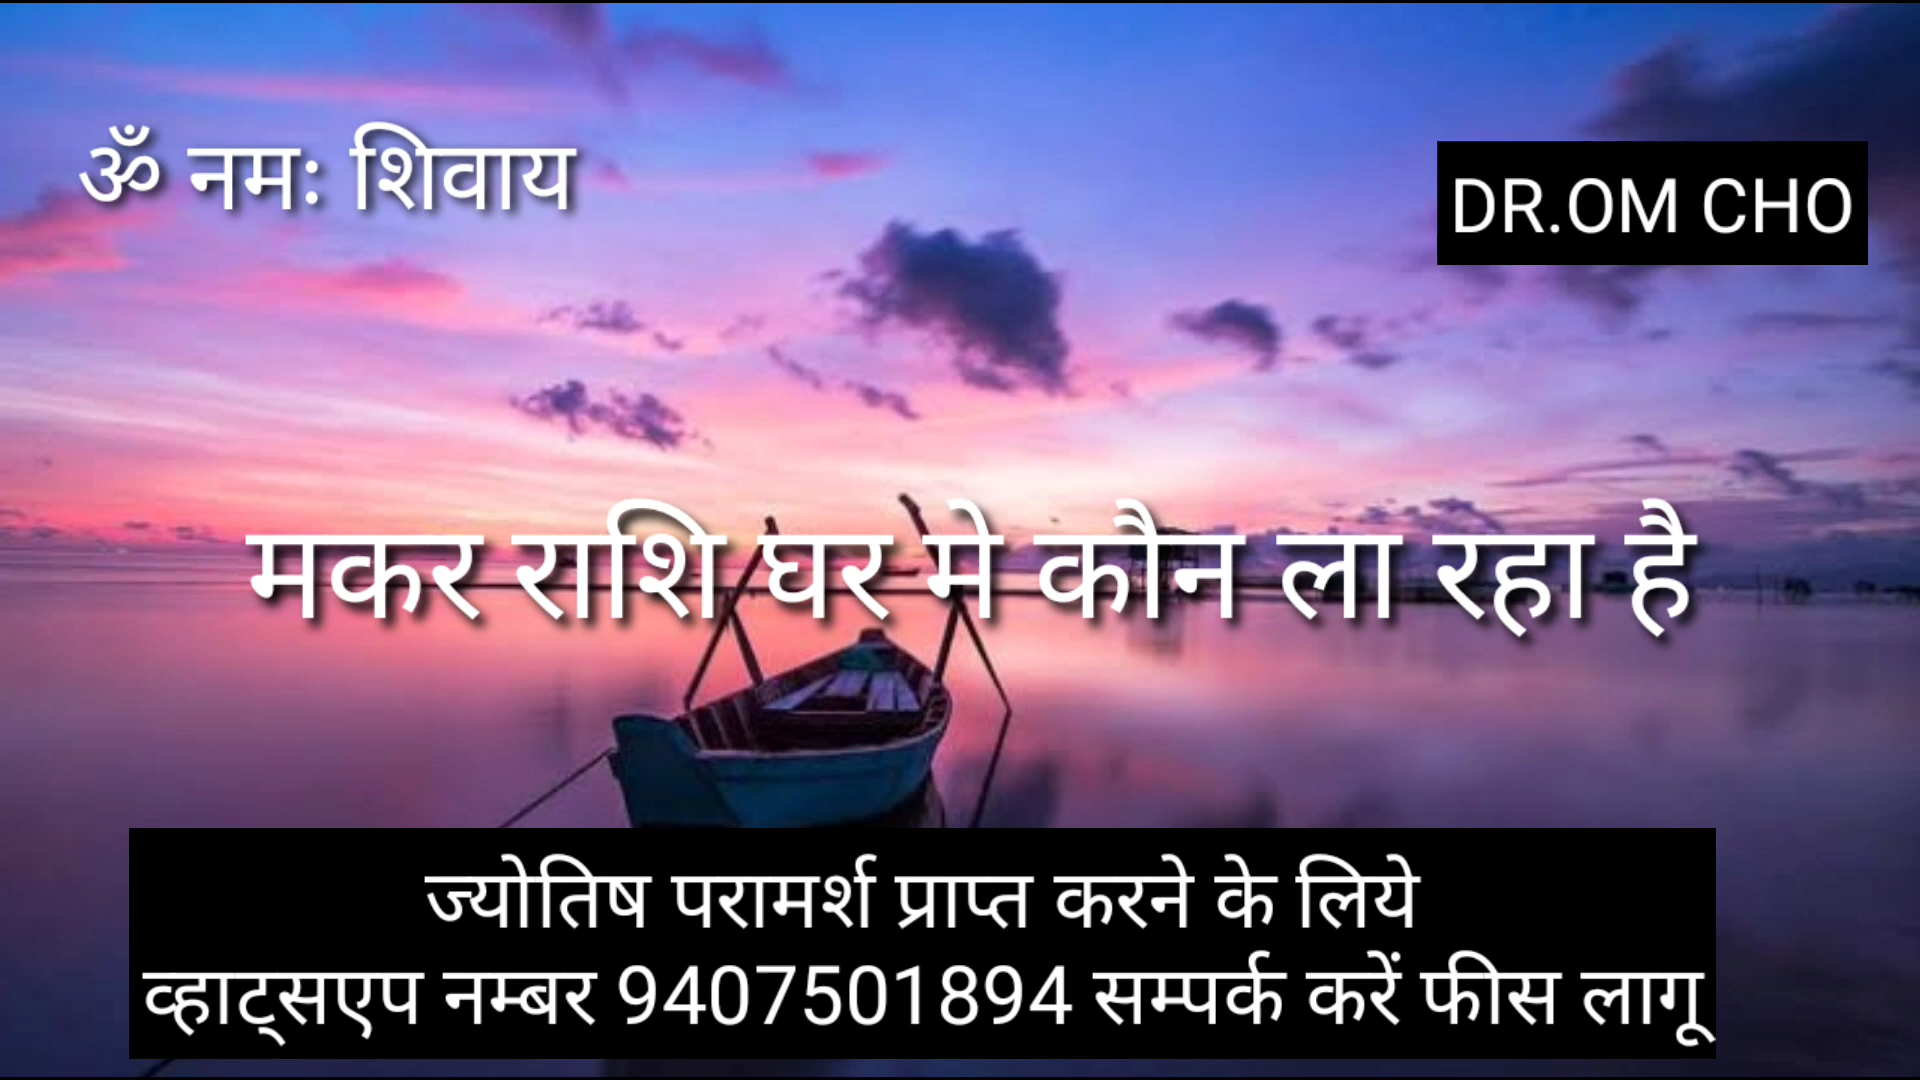 ॐ नमः शिवाय
DR.OM CHO
मकर राशि घर मे कौन ला रहा है
ज्योतिष परामर्श प्राप्त करने के लिये
व्हाट्सएप नम्बर 9407501894 सम्पर्क करें फीस लागू